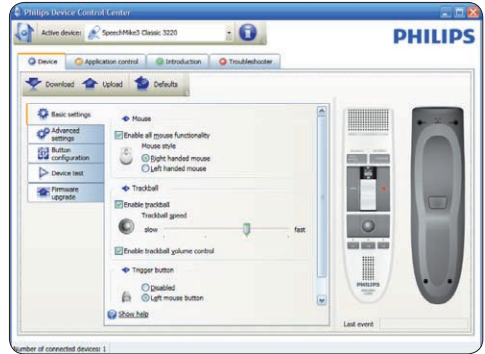 Philips Device Control Center
Active device: SpeechMike3 Classic 3220
PHILIPS
Device Application control Introduction Troubleshooter
Download Upload Defaults
Basic settings
Advanced settings
Button configuration
Device test
Firmware upgrade
Mouse
Enable all mouse functionality
Mouse style
Right handed mouse
Left handed mouse
Trackball
Enable trackball
Trackball speed
slow fast
Enable trackball volume control
Trigger button
Disabled
Left mouse button
Show help
PHILIPS
Last event
Number of connected devices: 1